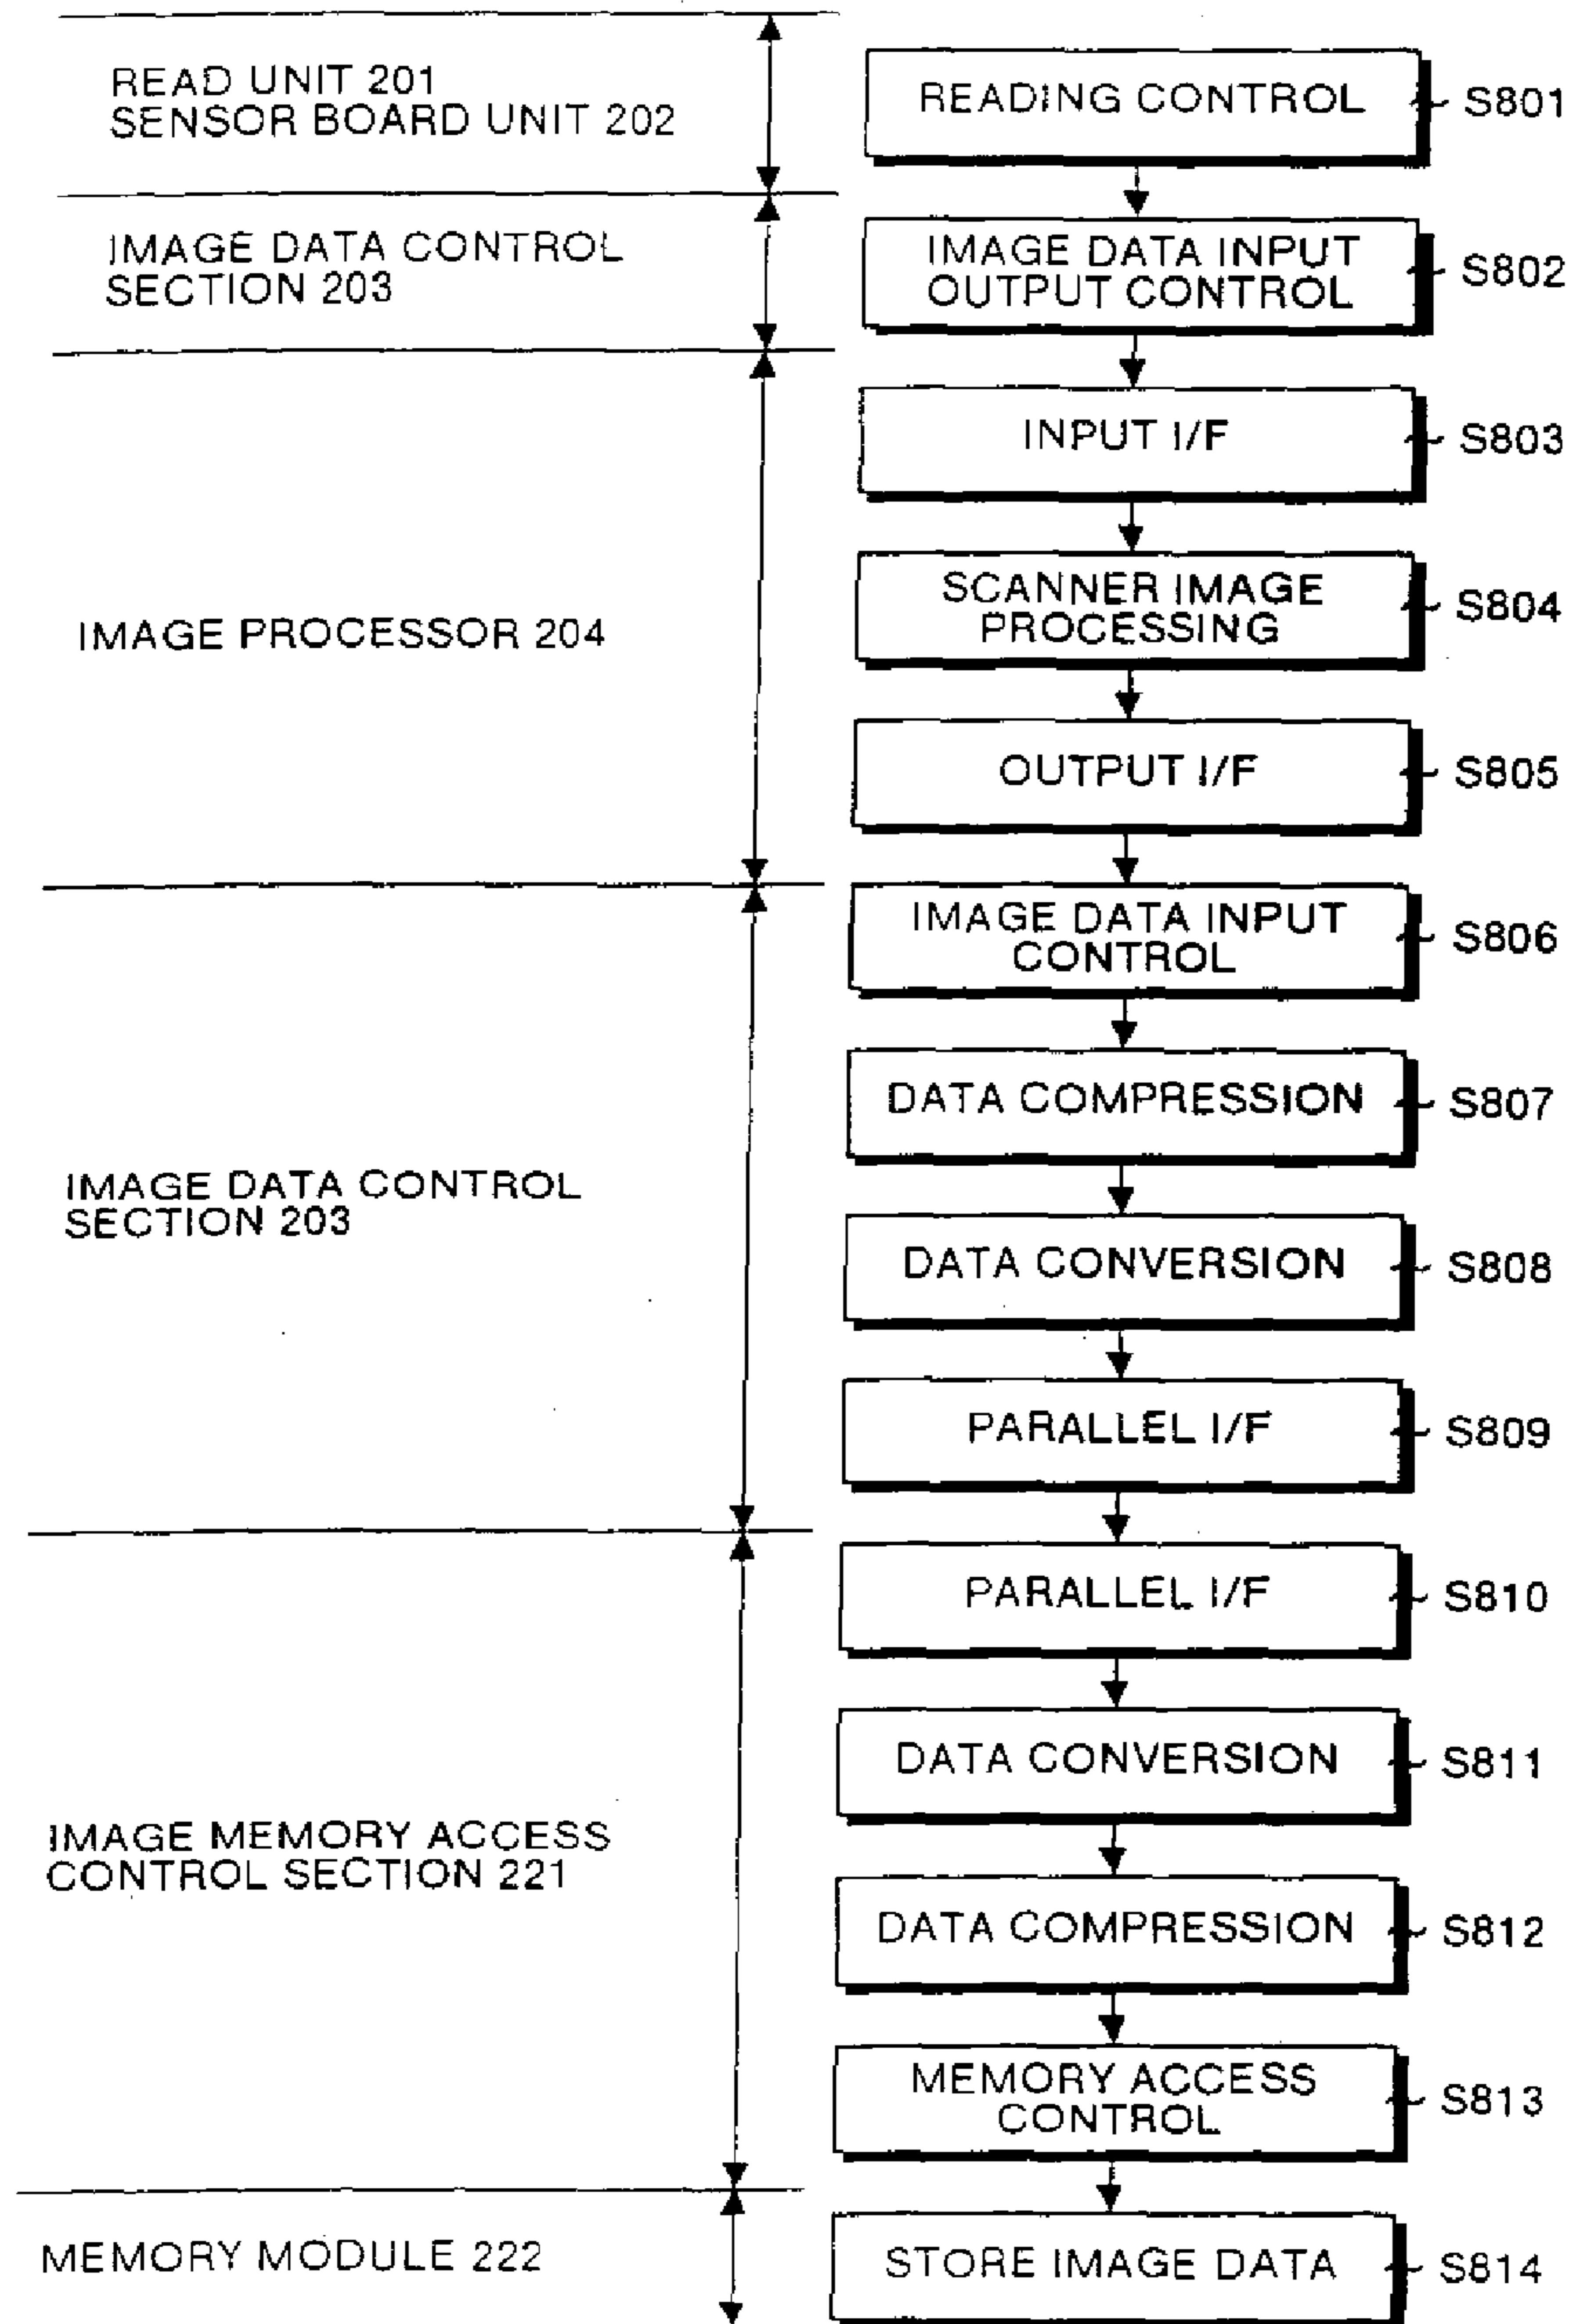 READ UNIT 201
SENSOR BOARD UNIT 202
READING CONTROL
S801
IMAGE DATA CONTROL
SECTION 203
IMAGE DATA INPUT
OUTPUT CONTROL
S802
INPUT I/F
S803
IMAGE PROCESSOR 204
SCANNER IMAGE
PROCESSING
S804
OUTPUT I/F
S805
IMAGE DATA INPUT
CONTROL
S806
DATA COMPRESSION
S807
IMAGE DATA CONTROL
SECTION 203
DATA CONVERSION
S808
PARALLEL I/F
S809
PARALLEL I/F
S810
DATA CONVERSION
S811
IMAGE MEMORY ACCESS
CONTROL SECTION 221
DATA COMPRESSION
S812
MEMORY ACCESS
CONTROL
S813
MEMORY MODULE 222
STORE IMAGE DATA
S814